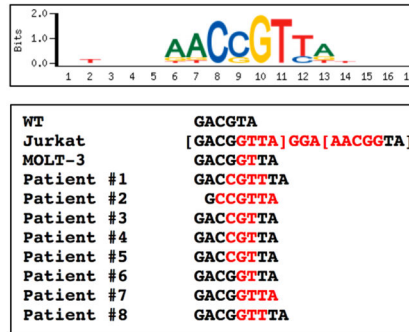 2.0
Bits
1.0
0.0
AACCGTTA
1 2 3 4 5 6 7 8 9 10 11 12 13 14 15 16
WT GACGTA
Jurkat [GACGGTTA]GGA[AACGGTA]
MOLT-3 GACGGTTA
Patient #1 GACCGTTTA
Patient #2 GCCGTTA
Patient #3 GACCGTTA
Patient #4 GACCGTTA
Patient #5 GACCGTTA
Patient #6 GACGGTTA
Patient #7 GACGGTTA
Patient #8 GACGGTTTA